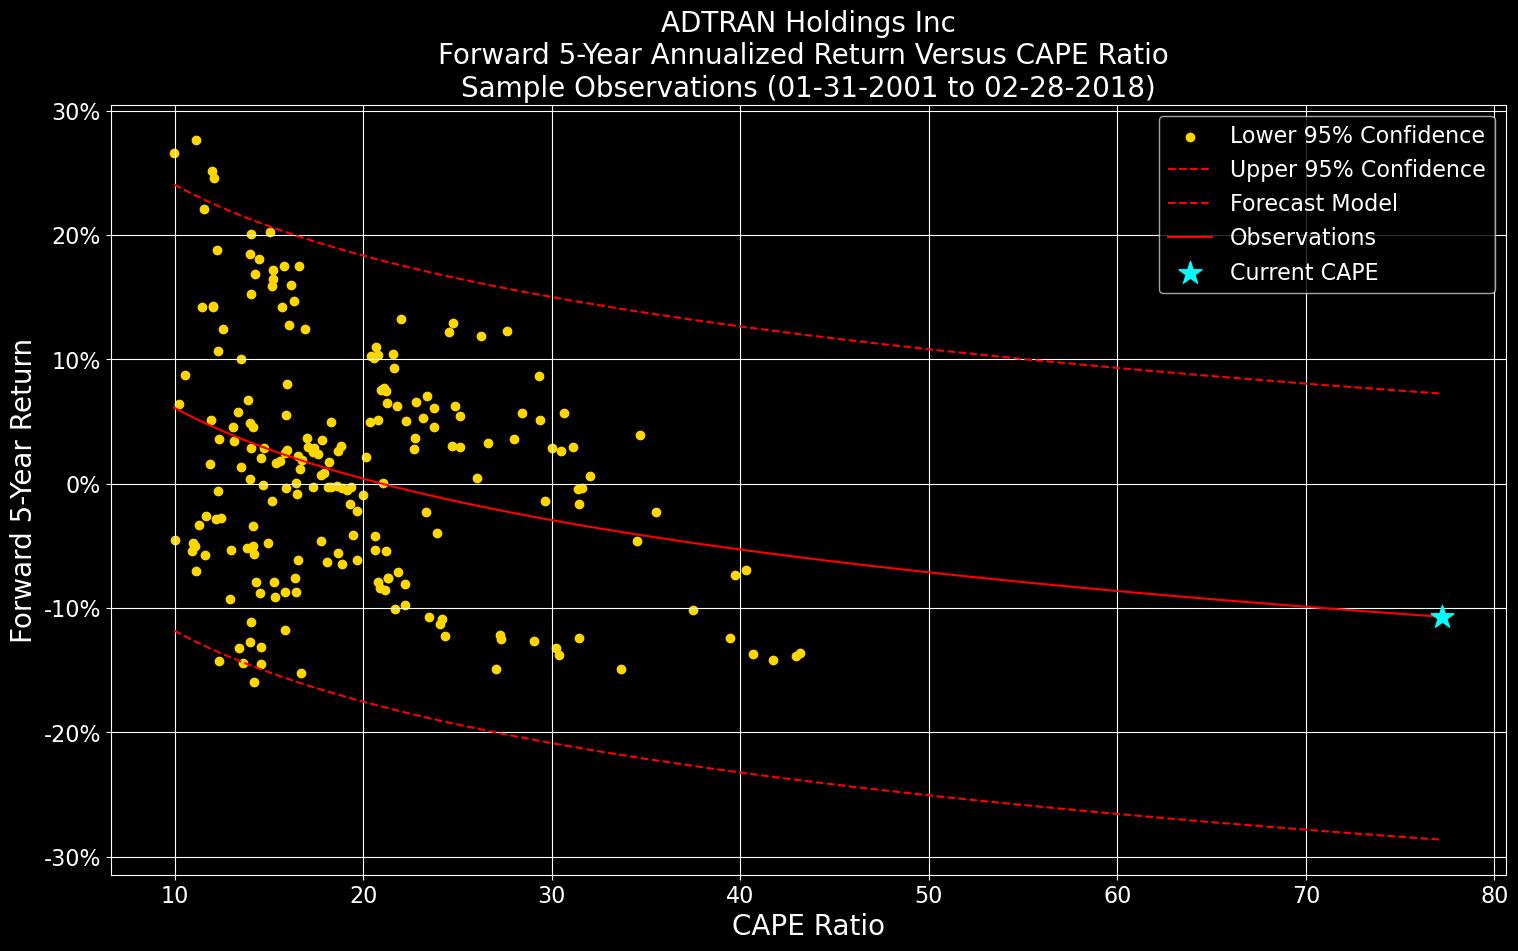 ADTRAN Holdings Inc
Forward 5-Year Annualized Return Versus CAPE Ratio
Sample Observations (01-31-2001 to 02-28-2018)
Lower 95% Confidence
Upper 95% Confidence
Forecast Model
Observations
Current CAPE
Forward 5-Year Return
30%
20%
10%
0%
-10%
-20%
-30%
10 20 30 40 50 60 70 80
CAPE Ratio